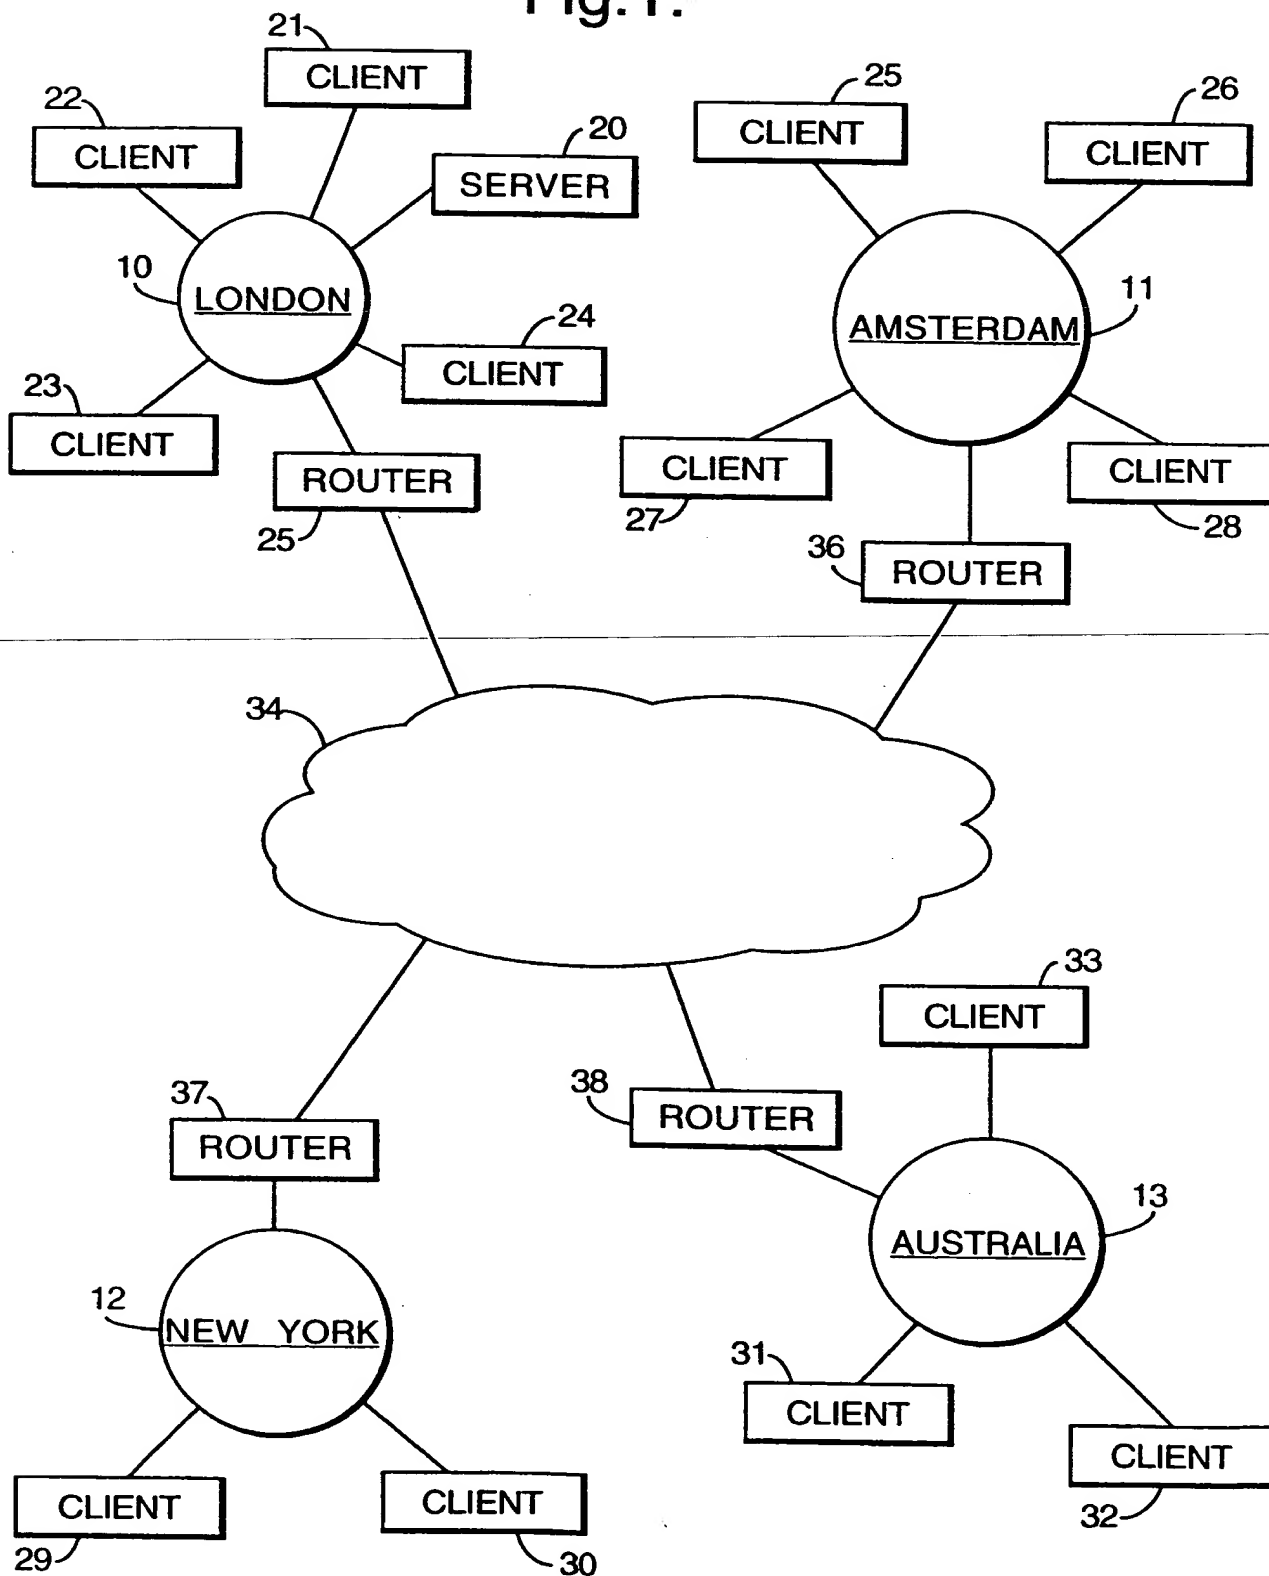 Fig.1.
21
CLIENT
22
CLIENT
20
SERVER
10
LONDON
24
CLIENT
23
CLIENT
ROUTER
25
25
CLIENT
26
CLIENT
11
AMSTERDAM
CLIENT
27
CLIENT
28
36
ROUTER
34
33
CLIENT
38
ROUTER
37
ROUTER
13
AUSTRALIA
12
NEW YORK
31
CLIENT
CLIENT
32
CLIENT
29
CLIENT
30